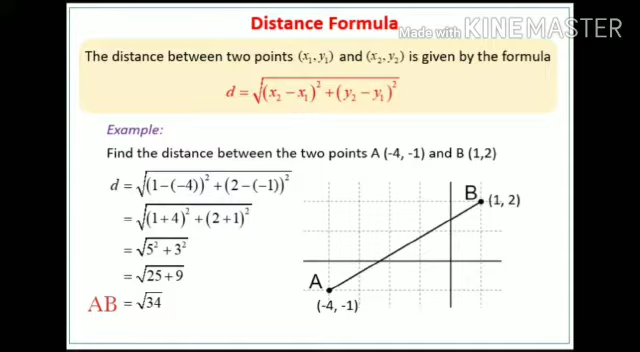 Distance Formula
Made with KINEMASTER
The distance between two points (x₁, y₁) and (x₂, y₂) is given by the formula
d = √(x₂ − x₁)² + (y₂ − y₁)²
Example:
Find the distance between the two points A (-4, -1) and B (1,2)
d = √(1−(−4))² + (2−(−1))²
= √(1+4)² + (2+1)²
= √5² + 3²
= √25 + 9
AB = √34
B (1, 2)
A
(-4, -1)